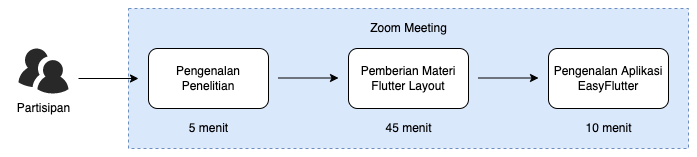 Zoom Meeting
Partisipan
Pengenalan
Penelitian
5 menit
Pemberian Materi
Flutter Layout
45 menit
Pengenalan Aplikasi
EasyFlutter
10 menit